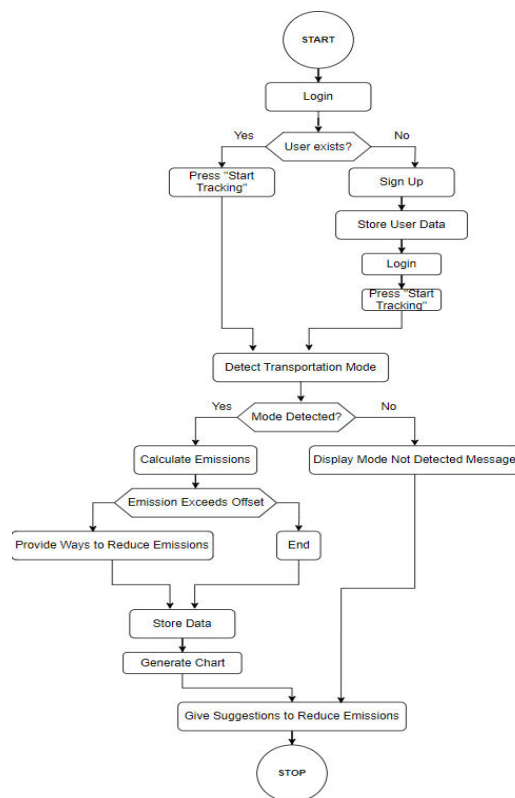 START
Login
Yes
User exists?
No
Press "Start
Tracking"
Sign Up
Store User Data
Login
Press "Start
Tracking"
Detect Transportation Mode
Yes
Mode Detected?
No
Calculate Emissions
Display Mode Not Detected Message
Emission Exceeds Offset
Provide Ways to Reduce Emissions
End
Store Data
Generate Chart
Give Suggestions to Reduce Emissions
STOP